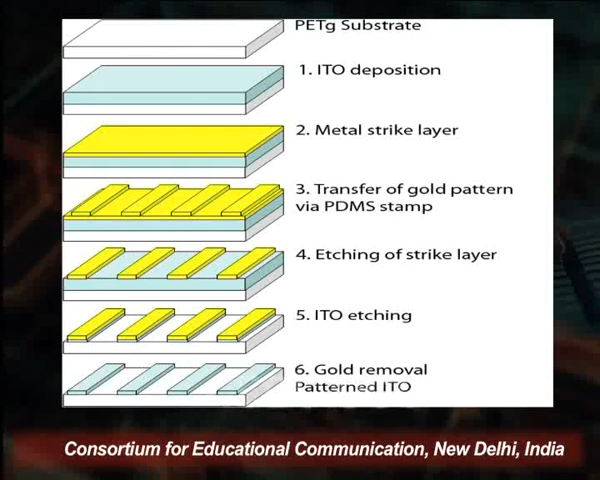 PETg Substrate
1. ITO deposition
2. Metal strike layer
3. Transfer of gold pattern
via PDMS stamp
4. Etching of strike layer
5. ITO etching
6. Gold removal
Patterned ITO
Consortium for Educational Communication, New Delhi, India